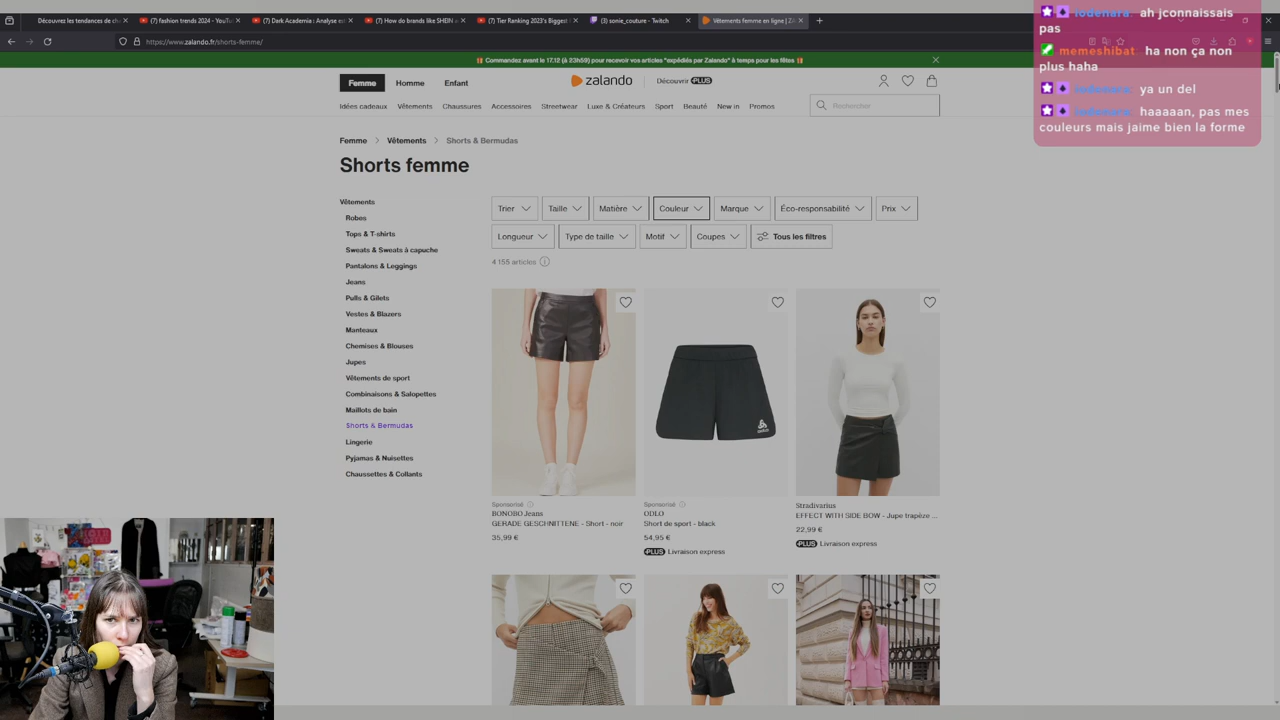 Découvrez les tendances de ch
(7) fashion trends 2024 - YouTu
(7) Dark Academia : Analyse es
(7) How do brands like SHEIN a
(7) Tier Ranking 2023's Biggest
(3) sonie_couture - Twitch
Vêtements femme en ligne | ZA
https://www.zalando.fr/shorts-femme/
ah jconnaissais
pas
memeshibat: ha non ça non
plus haha
ya un del
haaaaan, pas mes
couleurs mais jaime bien la forme
Commandez avant le 17.12 (à 23h59) pour recevoir vos articles "expédiés par Zalando" à temps pour les fêtes
Femme Homme Enfant
zalando
Découvrir PLUS
Idées cadeaux Vêtements Chaussures Accessoires Streetwear Luxe & Créateurs Sport Beauté New in Promos
Rechercher
Femme Vêtements Shorts & Bermudas
Shorts femme
Vêtements
Robes
Tops & T-shirts
Sweats & Sweats à capuche
Pantalons & Leggings
Jeans
Pulls & Gilets
Vestes & Blazers
Manteaux
Chemises & Blouses
Jupes
Vêtements de sport
Combinaisons & Salopettes
Maillots de bain
Shorts & Bermudas
Lingerie
Pyjamas & Nuisettes
Chaussettes & Collants
Trier Taille Matière Couleur Marque Éco-responsabilité Prix
Longueur Type de taille Motif Coupes Tous les filtres
4 155 articles
Sponsorisé
BONOBO Jeans
GERADE GESCHNITTENE - Short - noir
35,99 €
Sponsorisé
ODLO
Short de sport - black
54,95 €
PLUS Livraison express
Stradivarius
EFFECT WITH SIDE BOW - Jupe trapèze ...
22,99 €
PLUS Livraison express